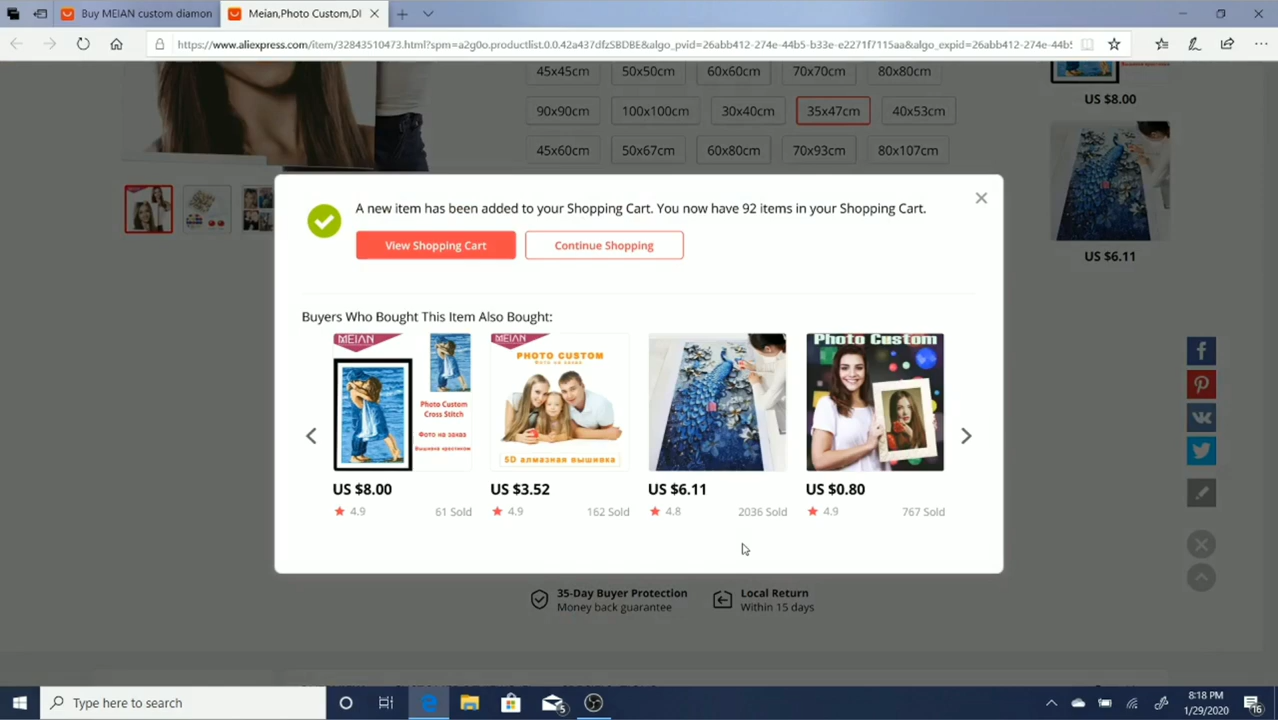 Buy MEIAN custom diamon
Meian,Photo Custom,DI
https://www.aliexpress.com/item/32843510473.html?spm=a2g0o.productlist.0.0.42a437dfzSBDBE&algo_pvid=26abb412-274e-44b5-b33e-e2271f7115aa&algo_expid=26abb412-274e-44b5
45x45cm 50x50cm 60x60cm 70x70cm 80x80cm
90x90cm 100x100cm 30x40cm 35x47cm 40x53cm
45x60cm 50x67cm 60x80cm 70x93cm 80x107cm
US $8.00
US $6.11
A new item has been added to your Shopping Cart. You now have 92 items in your Shopping Cart.
View Shopping Cart Continue Shopping
Buyers Who Bought This Item Also Bought:
MEIAN
Photo Custom
Cross Stitch
Фото на заказ
Вышивка крестиком
MEIAN
PHOTO CUSTOM
Фото на заказ
5D алмазная вышивка
Photo Custom
US $8.00 US $3.52 US $6.11 US $0.80
4.9 61 Sold 4.9 162 Sold 4.8 2036 Sold 4.9 767 Sold
35-Day Buyer Protection
Money back guarantee
Local Return
Within 15 days
Type here to search
5
8:18 PM
1/29/2020
16